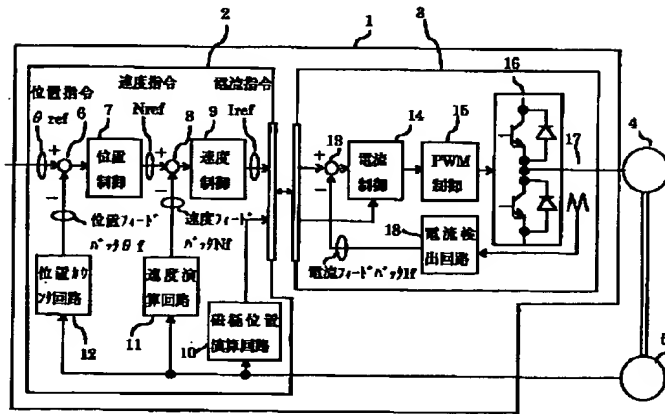 2
1
3
位置指令
θ ref
6
7
速度指令
Nref
8
9
電流指令
Iref
+
−
位置
制御
+
−
速度
制御
13
+
−
14
電流
制御
15
PWM
制御
16
17
4
位置フィードバックθf
速度フィードバックNf
18
電流検
出回路
電流フィードバックIf
位置カウ
ンタ回路
12
速度演
算回路
11
磁極位置
演算回路
10
5